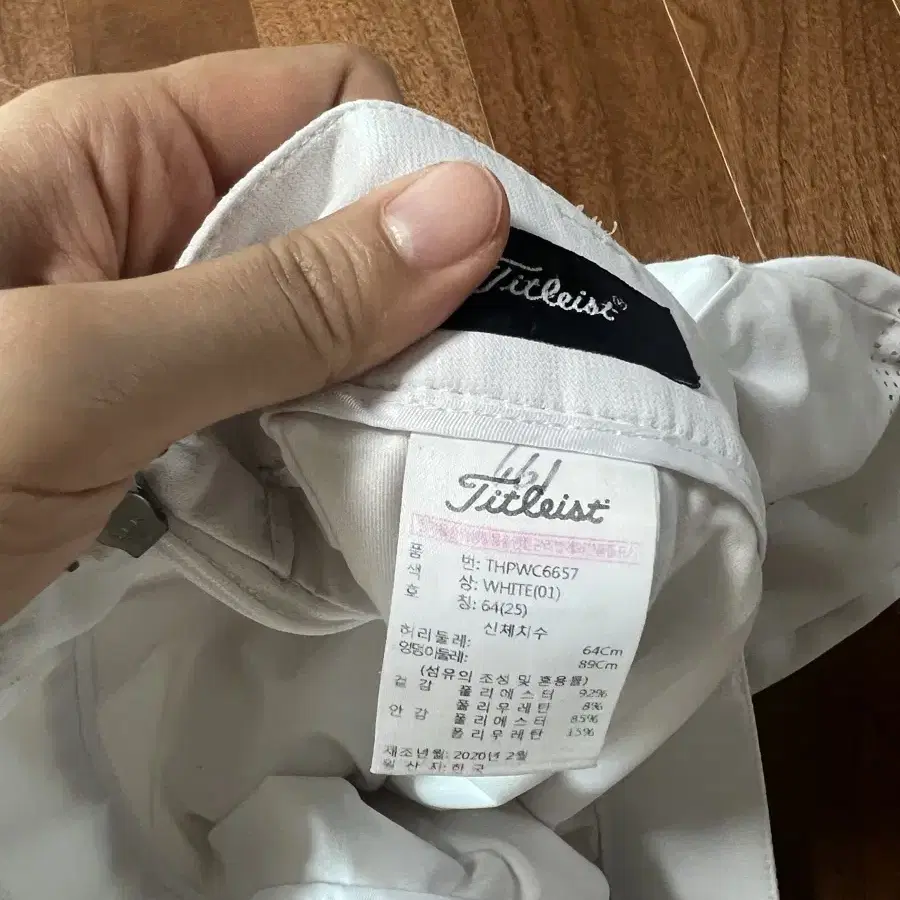 Titleist®
661
Titleist
품 번: THPWC6657
색 상: WHITE(01)
호 칭: 64(25)
신체치수
허리둘레: 64Cm
엉덩이둘레: 89Cm
(섬유의 조성 및 혼용률)
겉감 폴리에스터 92%
폴리우레탄 8%
안감 폴리에스터 85%
폴리우레탄 15%
제조년월: 2020년 2월
원산지: 한국